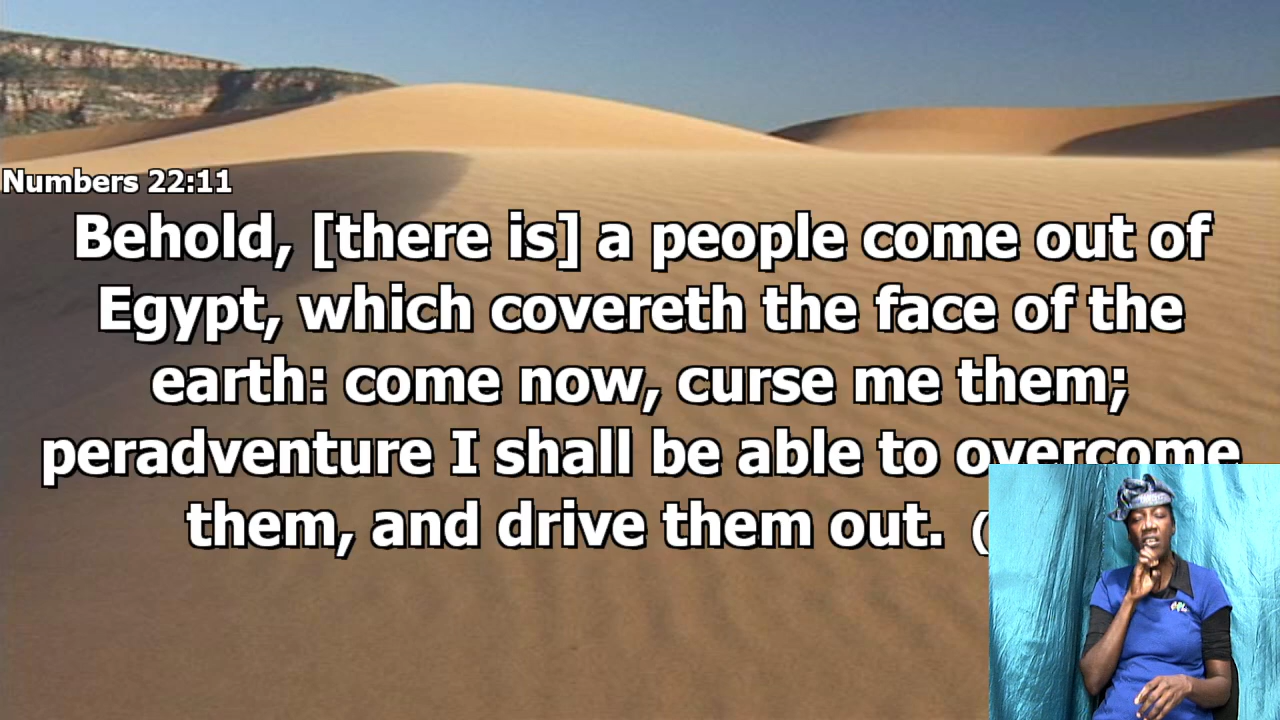 Numbers 22:11
Behold, [there is] a people come out of
Egypt, which covereth the face of the
earth: come now, curse me them;
peradventure I shall be able to overcome
them, and drive them out. (